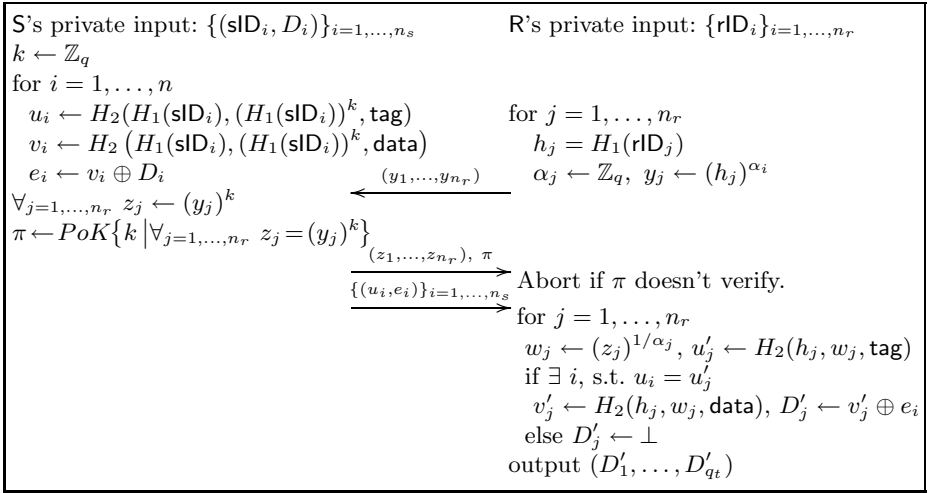 S's private input: {(sID_i, D_i)}_{i=1,...,n_s}
R's private input: {rID_i}_{i=1,...,n_r}
k ← ℤ_q
for i = 1, . . . , n
u_i ← H_2(H_1(sID_i), (H_1(sID_i))^k, tag)
for j = 1, . . . , n_r
v_i ← H_2 (H_1(sID_i), (H_1(sID_i))^k, data)
h_j = H_1(rID_j)
e_i ← v_i ⊕ D_i
(y_1,...,y_{n_r})
α_j ← ℤ_q, y_j ← (h_j)^{α_i}
∀_{j=1,...,n_r} z_j ← (y_j)^k
π ← PoK{k | ∀_{j=1,...,n_r} z_j = (y_j)^k}
(z_1,...,z_{n_r}), π
Abort if π doesn't verify.
{(u_i,e_i)}_{i=1,...,n_s}
for j = 1, . . . , n_r
w_j ← (z_j)^{1/α_j}, u′_j ← H_2(h_j, w_j, tag)
if ∃ i, s.t. u_i = u′_j
v′_j ← H_2(h_j, w_j, data), D′_j ← v′_j ⊕ e_i
else D′_j ← ⊥
output (D′_1, . . . , D′_{q_t})